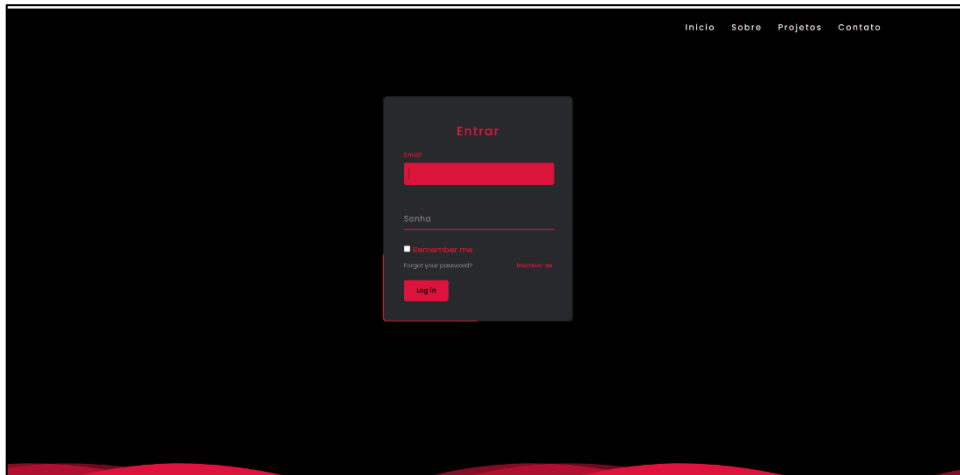 Inicio Sobre Projetos Contato
Entrar
Email
Senha
Remember me
Forgot your password?
Log in